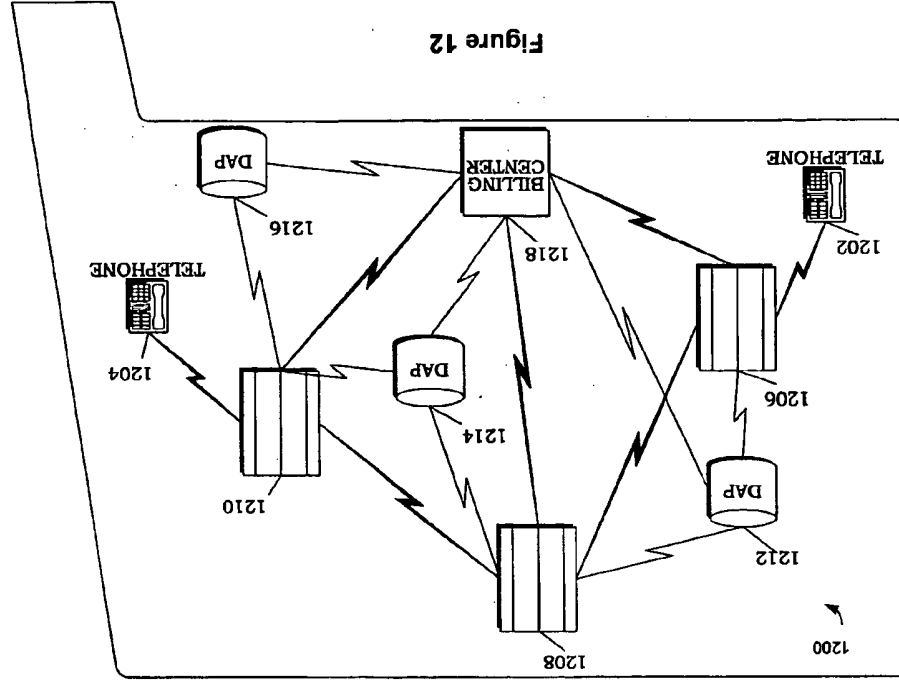 1200
1208
1212
DAP
1210
1214
1206
DAP
1204
TELEPHONE
1202
TELEPHONE
1218
BILLING
CENTER
1216
DAP
Figure 12